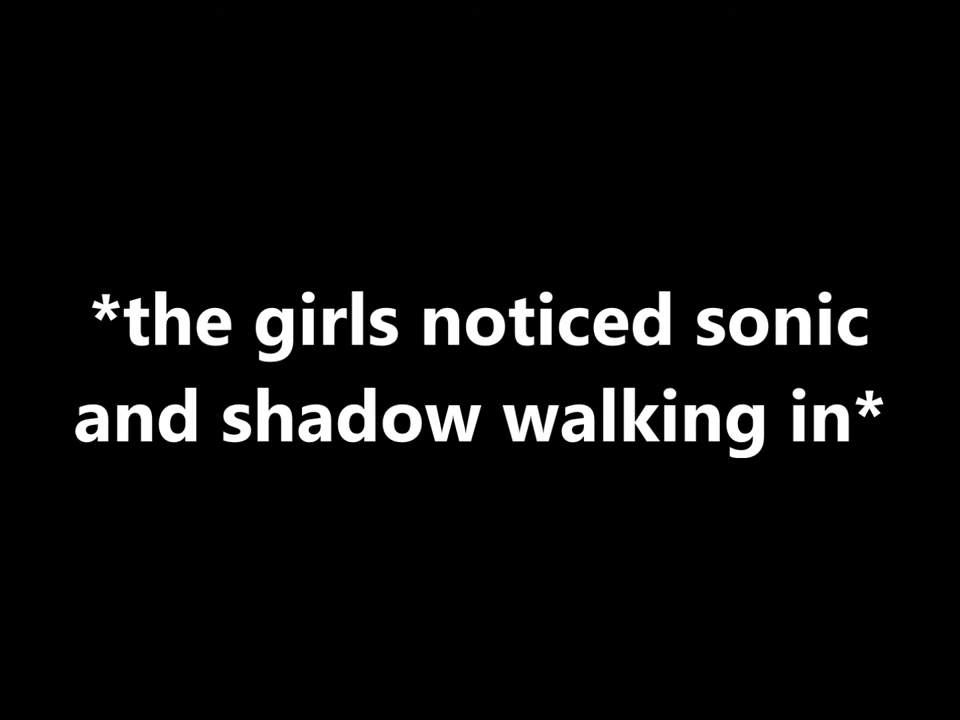 *the girls noticed sonic
and shadow walking in*